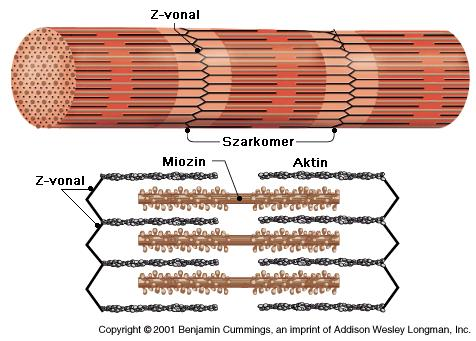 Z-vonal
Szarkomer
Miozin
Aktin
Z-vonal
Copyright © 2001 Benjamin Cummings, an imprint of Addison Wesley Longman, Inc.